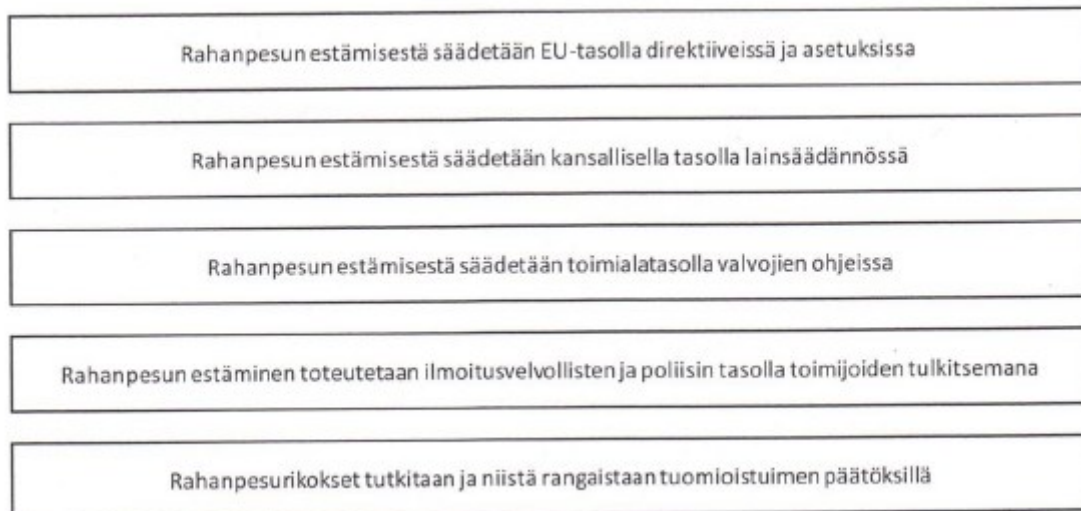 Rahanpesun estämisestä säädetään EU-tasolla direktiiveissä ja asetuksissa
Rahanpesun estämisestä säädetään kansallisella tasolla lainsäädännössä
Rahanpesun estämisestä säädetään toimialatasolla valvojien ohjeissa
Rahanpesun estäminen toteutetaan ilmoitusvelvollisten ja poliisin tasolla toimijoiden tulkitsemana
Rahanpesurikokset tutkitaan ja niistä rangaistaan tuomioistuimen päätöksillä